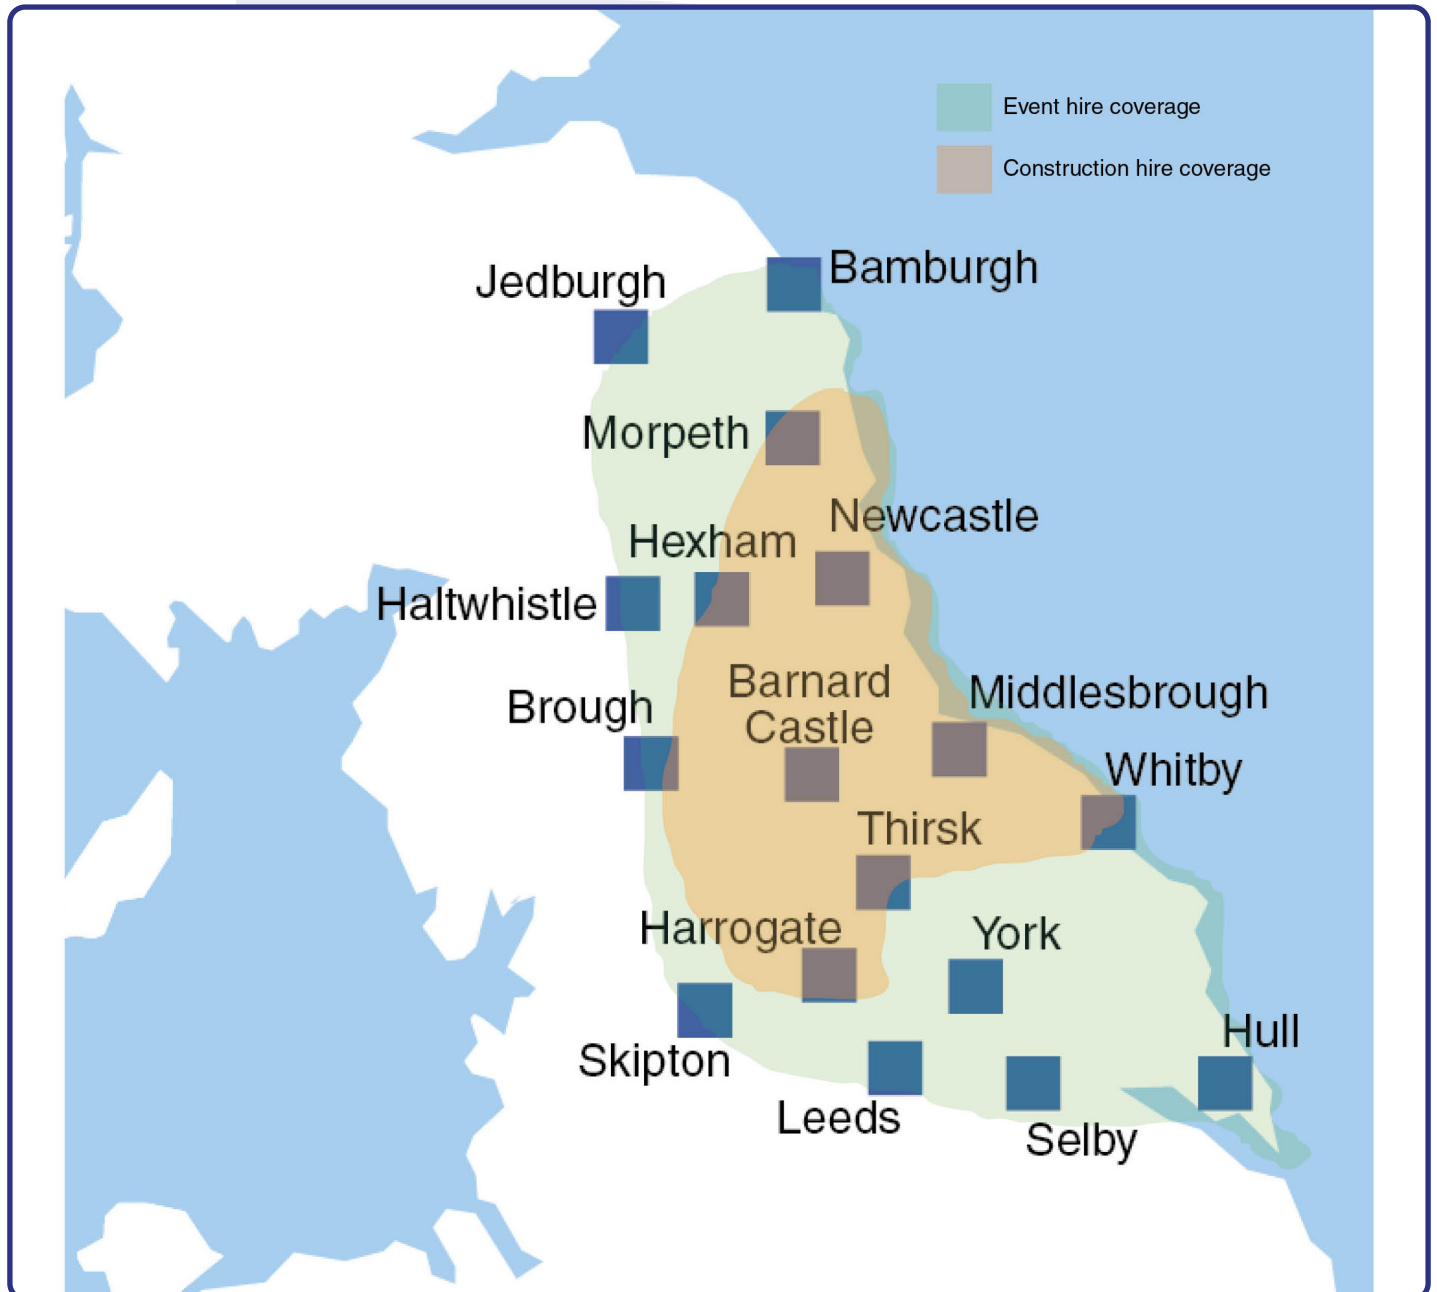 Event hire coverage
Construction hire coverage
Bamburgh
Jedburgh
Morpeth
Newcastle
Hexham
Haltwhistle
Barnard
Castle
Middlesbrough
Brough
Whitby
Thirsk
Harrogate
York
Hull
Skipton
Leeds
Selby